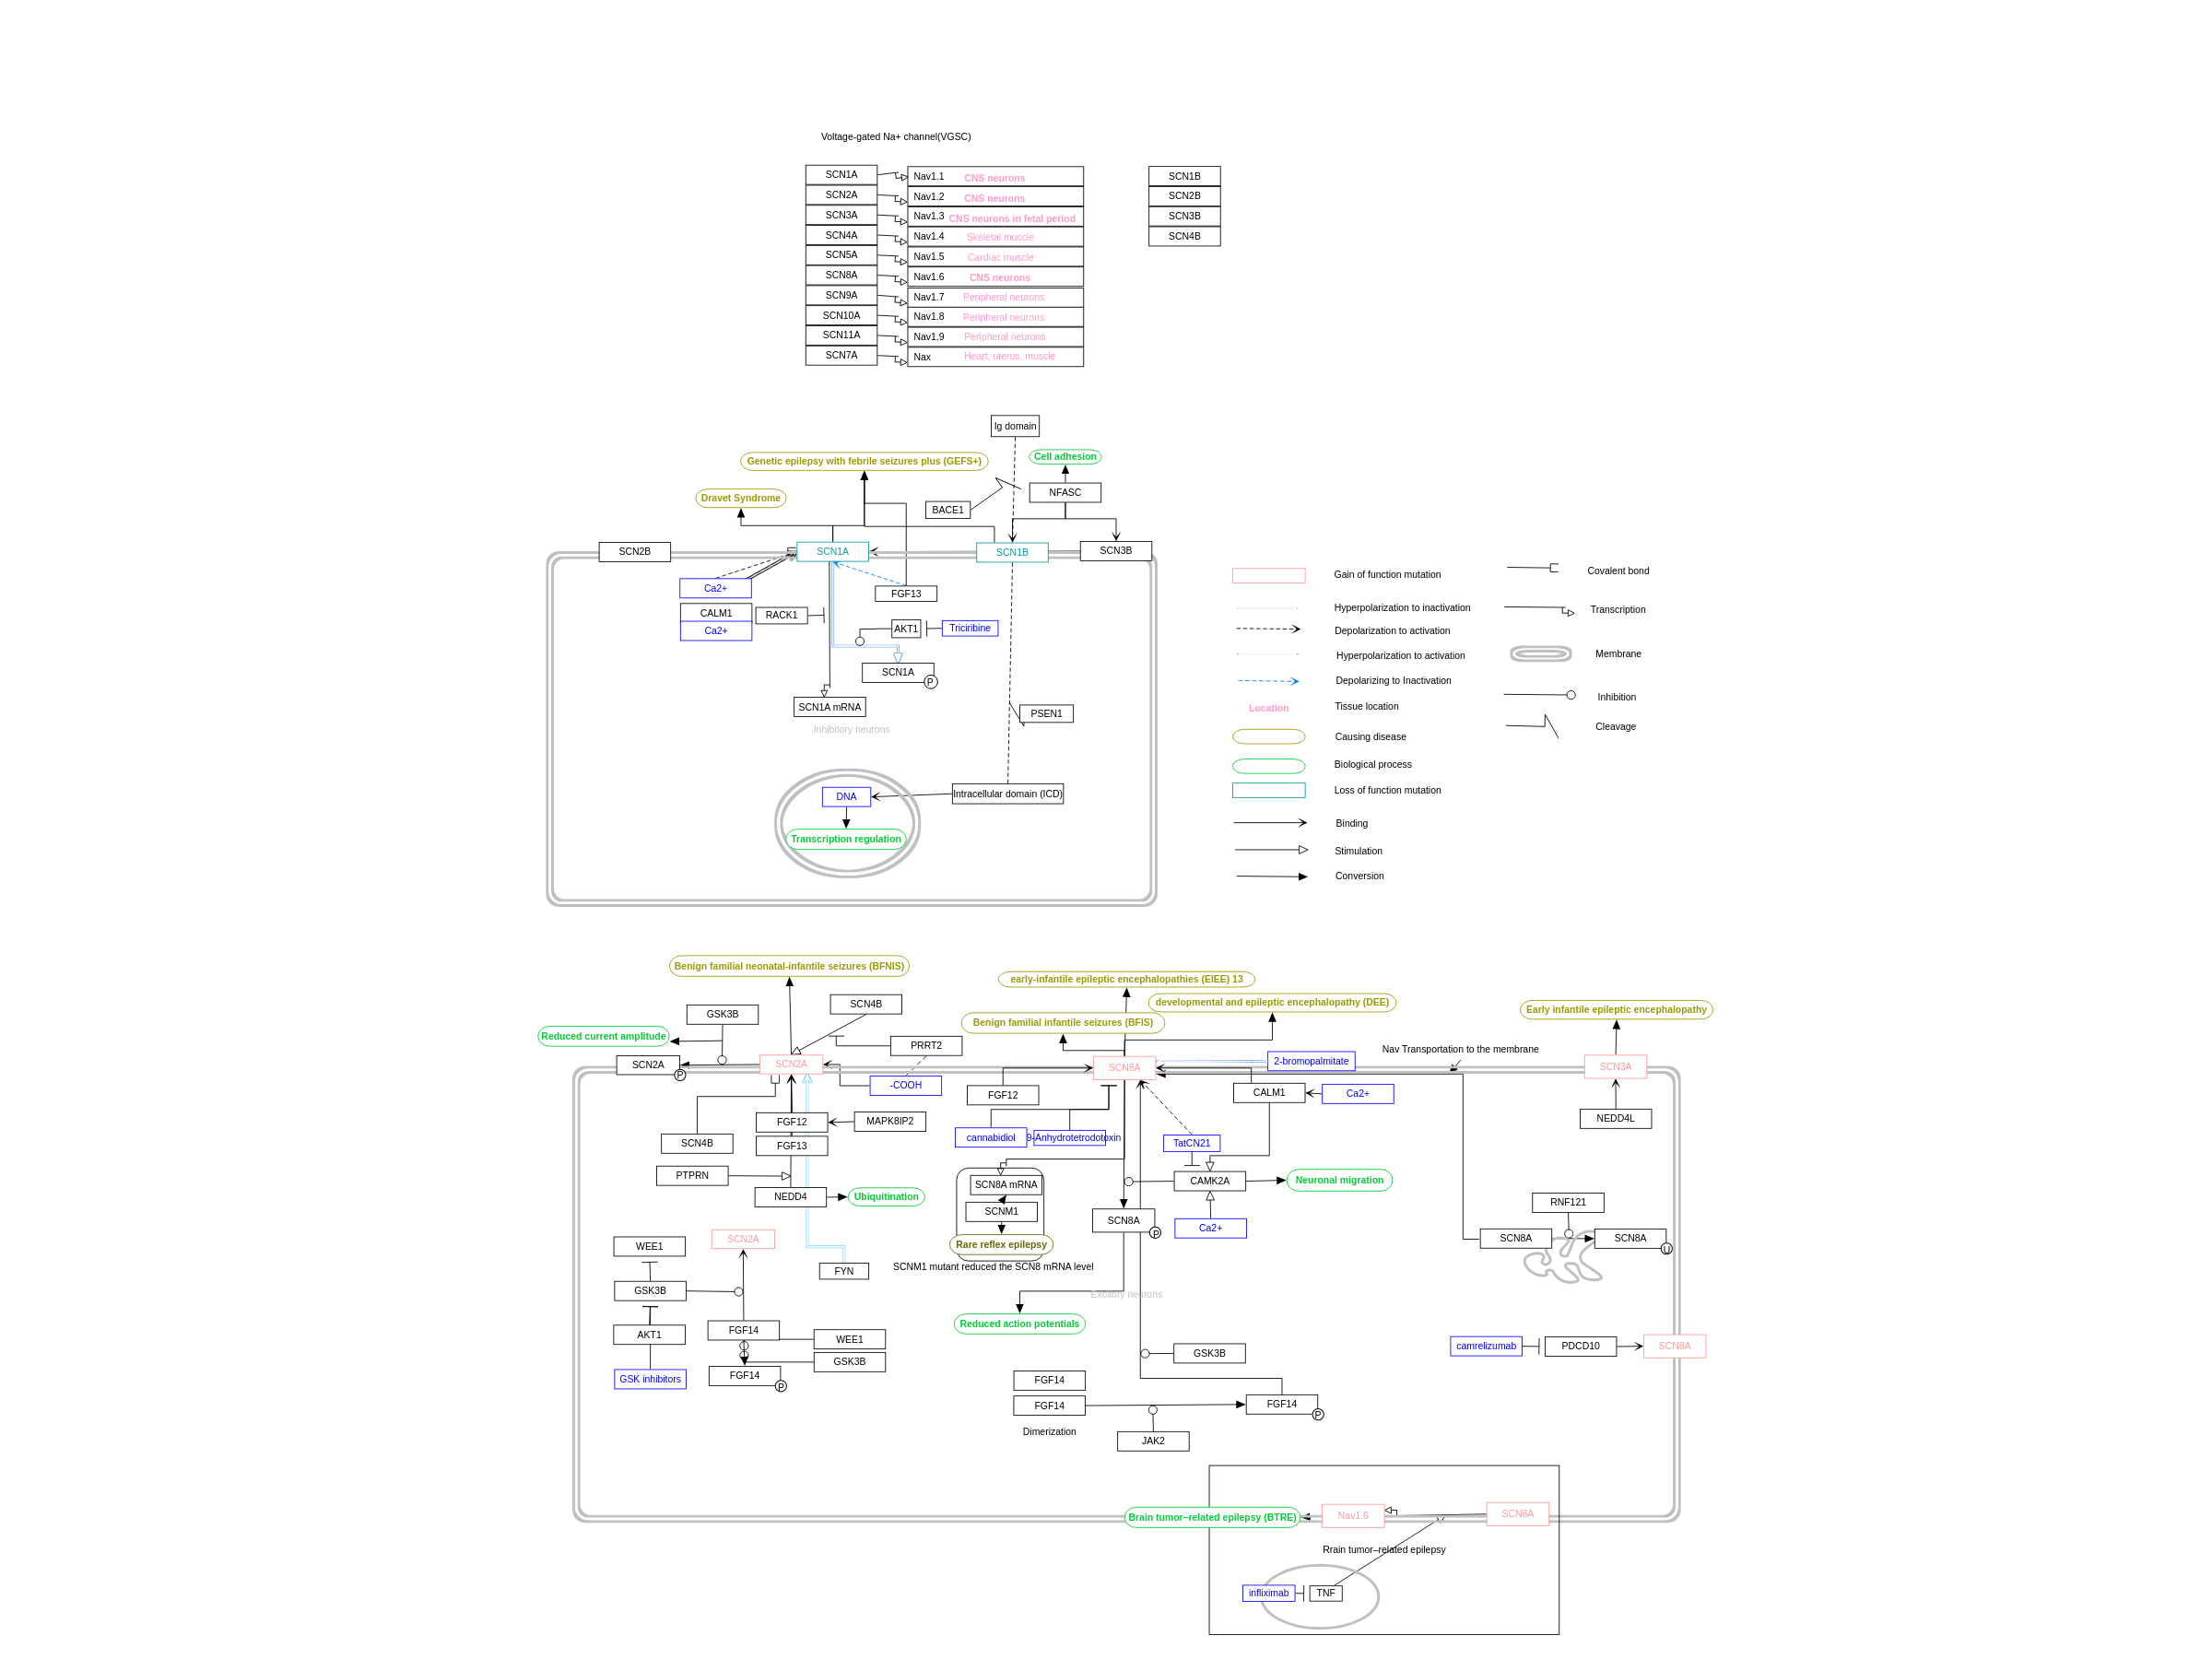 Voltage-gated Na+ channel(VGSC)
SCN1A
Nav1.1 CNS neurons
SCN1B
SCN2A
Nav1.2 CNS neurons
SCN2B
SCN3A
Nav1.3 CNS neurons in fetal period
SCN3B
SCN4A
Nav1.4 Skeletal muscle
SCN4B
SCN5A
Nav1.5 Cardiac muscle
SCN8A
Nav1.6 CNS neurons
SCN9A
Nav1.7 Peripheral neurons
SCN10A
Nav1.8 Peripheral neurons
SCN11A
Nav1.9 Peripheral neurons
SCN7A
Nax Heart, uterus, muscle
Ig domain
Genetic epilepsy with febrile seizures plus (GEFS+)
Cell adhesion
Dravet Syndrome
NFASC
BACE1
SCN2B
SCN1A
SCN1B
SCN3B
Ca2+
FGF13
CALM1
RACK1
Ca2+
AKT1
Triciribine
SCN1A
P
SCN1A mRNA
PSEN1
Inhibitory neurons
DNA
Intracellular domain (ICD)
Transcription regulation
Gain of function mutation
Covalent bond
Hyperpolarization to inactivation
Transcription
Depolarization to activation
Hyperpolarization to activation
Membrane
Depolarizing to Inactivation
Location
Tissue location
Inhibition
Causing disease
Cleavage
Biological process
Loss of function mutation
Binding
Stimulation
Conversion
Benign familial neonatal-infantile seizures (BFNIS)
early-infantile epileptic encephalopathies (EIEE) 13
developmental and epileptic encephalopathy (DEE)
SCN4B
GSK3B
Early infantile epileptic encephalopathy
Benign familial infantile seizures (BFIS)
Reduced current amplitude
PRRT2
Nav Transportation to the membrane
SCN2A
P
SCN2A
SCN8A
2-bromopalmitate
SCN3A
-COOH
FGF12
CALM1
Ca2+
FGF12
MAPK8IP2
NEDD4L
SCN4B
FGF13
cannabidiol
9-Anhydrotetrodotoxin
TatCN21
PTPRN
SCN8A mRNA
CAMK2A
Neuronal migration
NEDD4
Ubiquitination
SCNM1
SCN8A
P
Ca2+
RNF121
SCN2A
Rare reflex epilepsy
SCN8A
SCN8A
U
WEE1
FYN
SCNM1 mutant reduced the SCN8 mRNA level
GSK3B
Excitory neurons
Reduced action potentials
AKT1
FGF14
WEE1
camrelizumab
PDCD10
SCN8A
GSK3B
GSK3B
GSK inhibitors
FGF14
P
FGF14
FGF14
FGF14
P
Dimerization
JAK2
Brain tumor–related epilepsy (BTRE)
Nav1.6
SCN8A
Rrain tumor–related epilepsy
infliximab
TNF